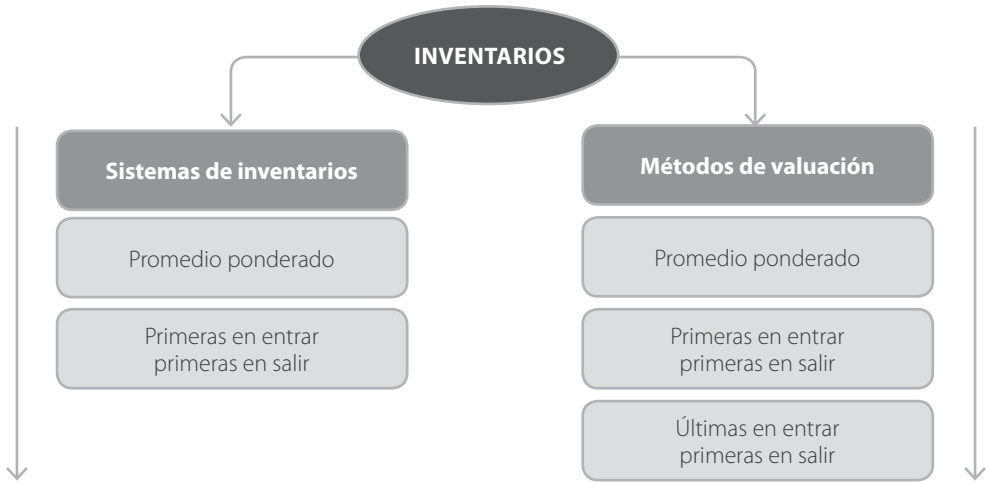 INVENTARIOS
Sistemas de inventarios
Promedio ponderado
Primeras en entrar
primeras en salir
Métodos de valuación
Promedio ponderado
Primeras en entrar
primeras en salir
Últimas en entrar
primeras en salir